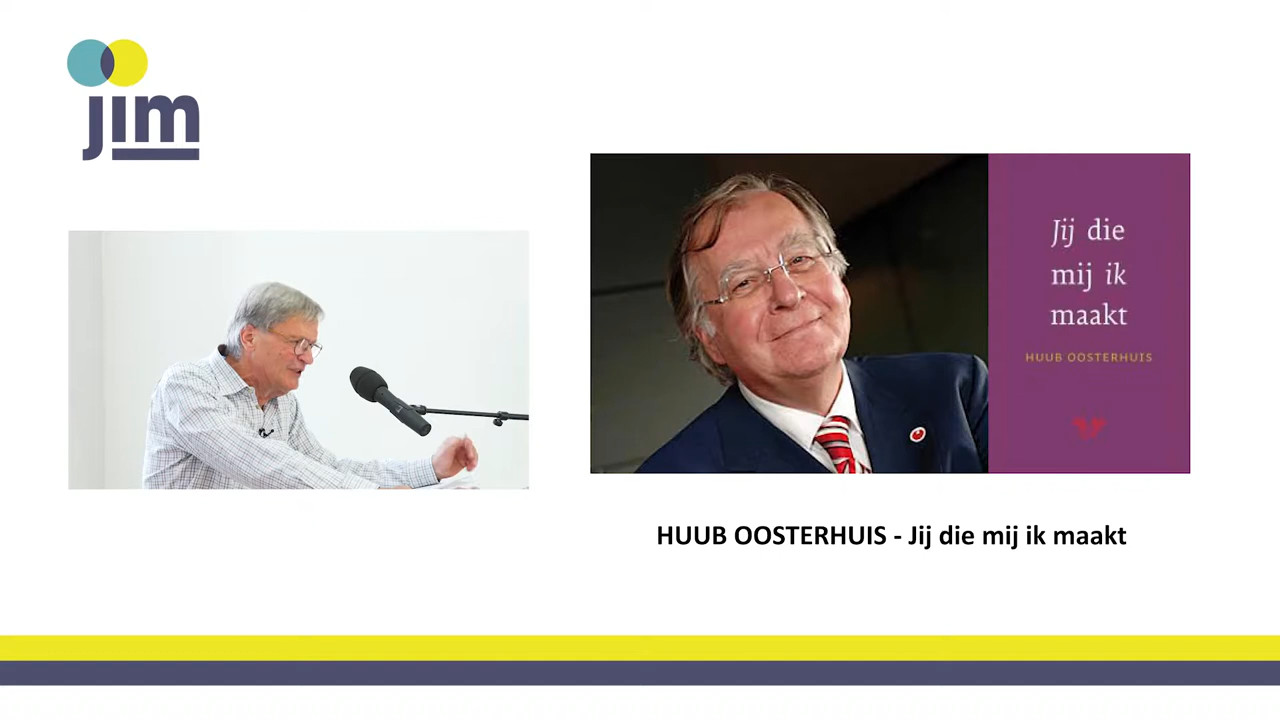 jim
Jij die
mij ik
maakt
HUUB OOSTERHUIS
HUUB OOSTERHUIS - Jij die mij ik maakt